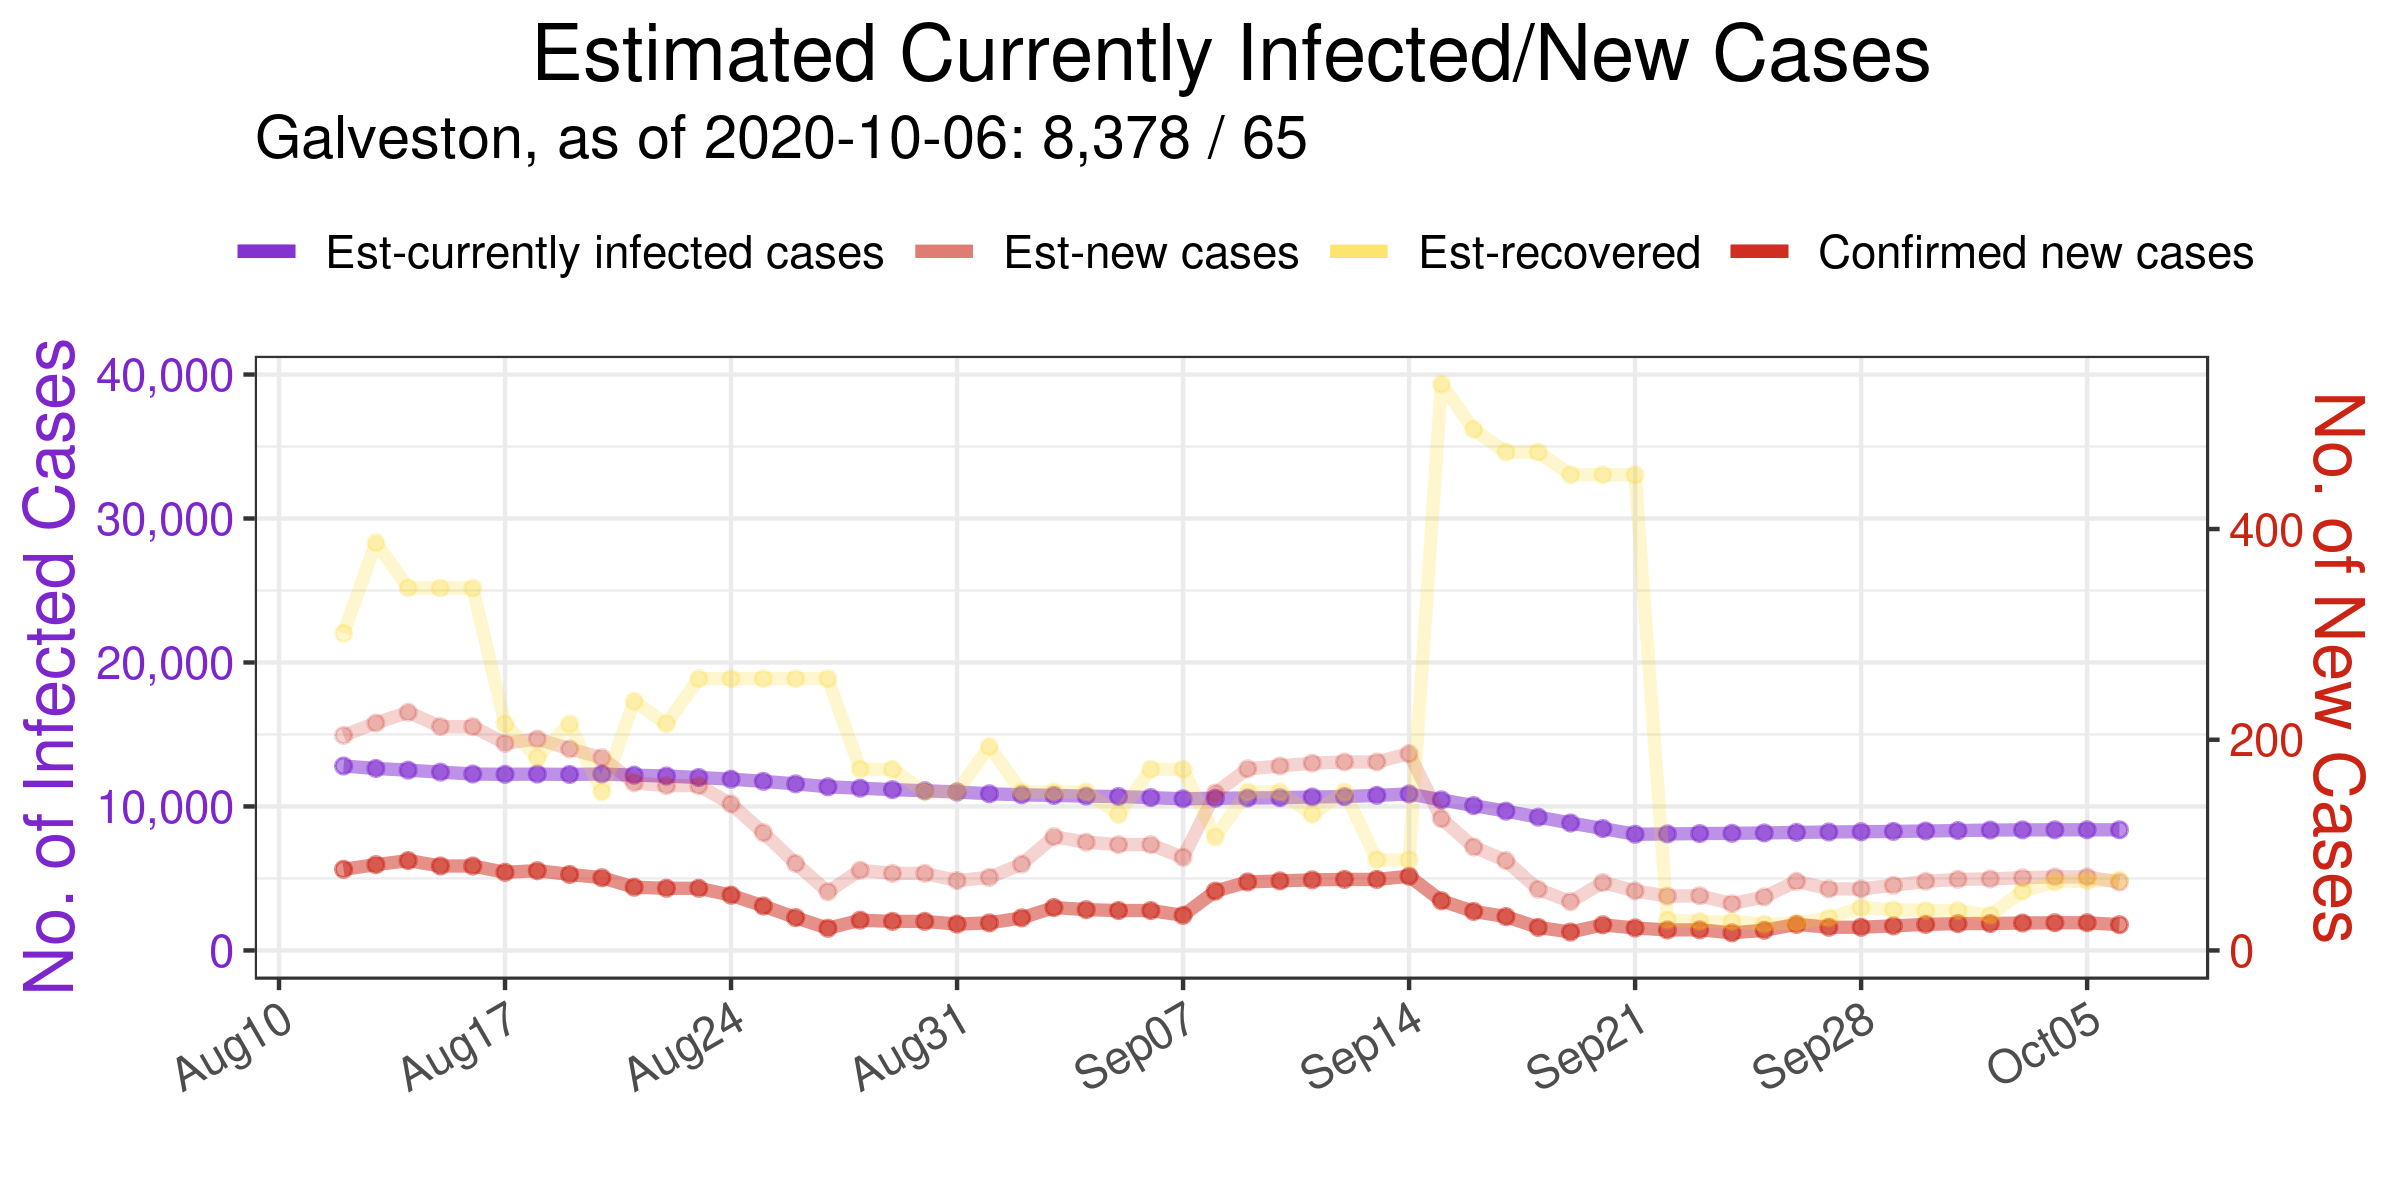 Estimated Currently Infected/New Cases
Galveston, as of 2020-10-06: 8,378 / 65
Est-currently infected cases Est-new cases Est-recovered Confirmed new cases
No. of Infected Cases
40,000
30,000
20,000
10,000
0
400
200
0
No. of New Cases
Aug10 Aug17 Aug24 Aug31 Sep07 Sep14 Sep21 Sep28 Oct05